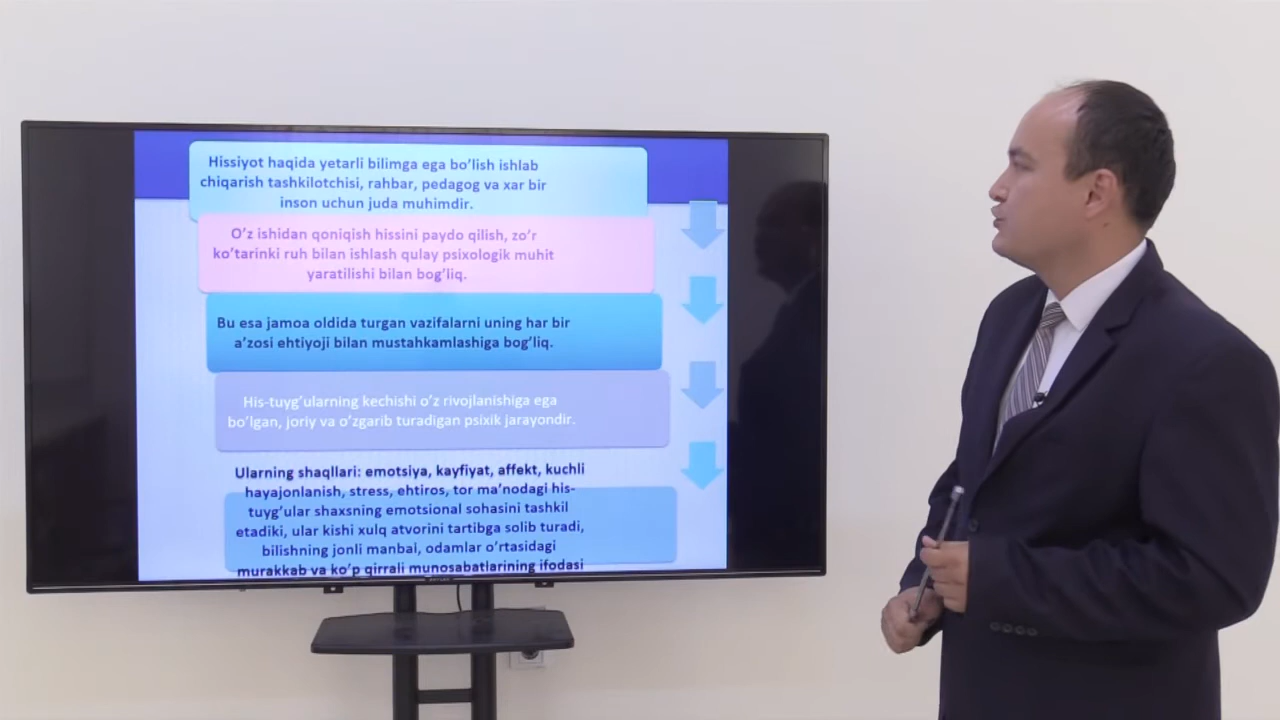 Hissiyot haqida yetarli bilimga ega bo’lish ishlab
chiqarish tashkilotchisi, rahbar, pedagog va xar bir
inson uchun juda muhimdir.
O’z ishidan qoniqish hissini paydo qilish, zo’r
ko’tarinki ruh bilan ishlash qulay psixologik muhit
yaratilishi bilan bog’liq.
Bu esa jamoa oldida turgan vazifalarni uning har bir
a’zosi ehtiyoji bilan mustahkamlashiga bog’liq.
His-tuyg’ularning kechishi o’z rivojlanishiga ega
bo’lgan, joriy va o’zgarib turadigan psixik jarayondir.
Ularning shaqllari: emotsiya, kayfiyat, affekt, kuchli
hayajonlanish, stress, ehtiros, tor ma’nodagi his-
tuyg’ular shaxsning emotsional sohasini tashkil
etadiki, ular kishi xulq atvorini tartibga solib turadi,
bilishning jonli manbai, odamlar o’rtasidagi
murakkab va ko’p qirrali munosabatlarining ifodasi